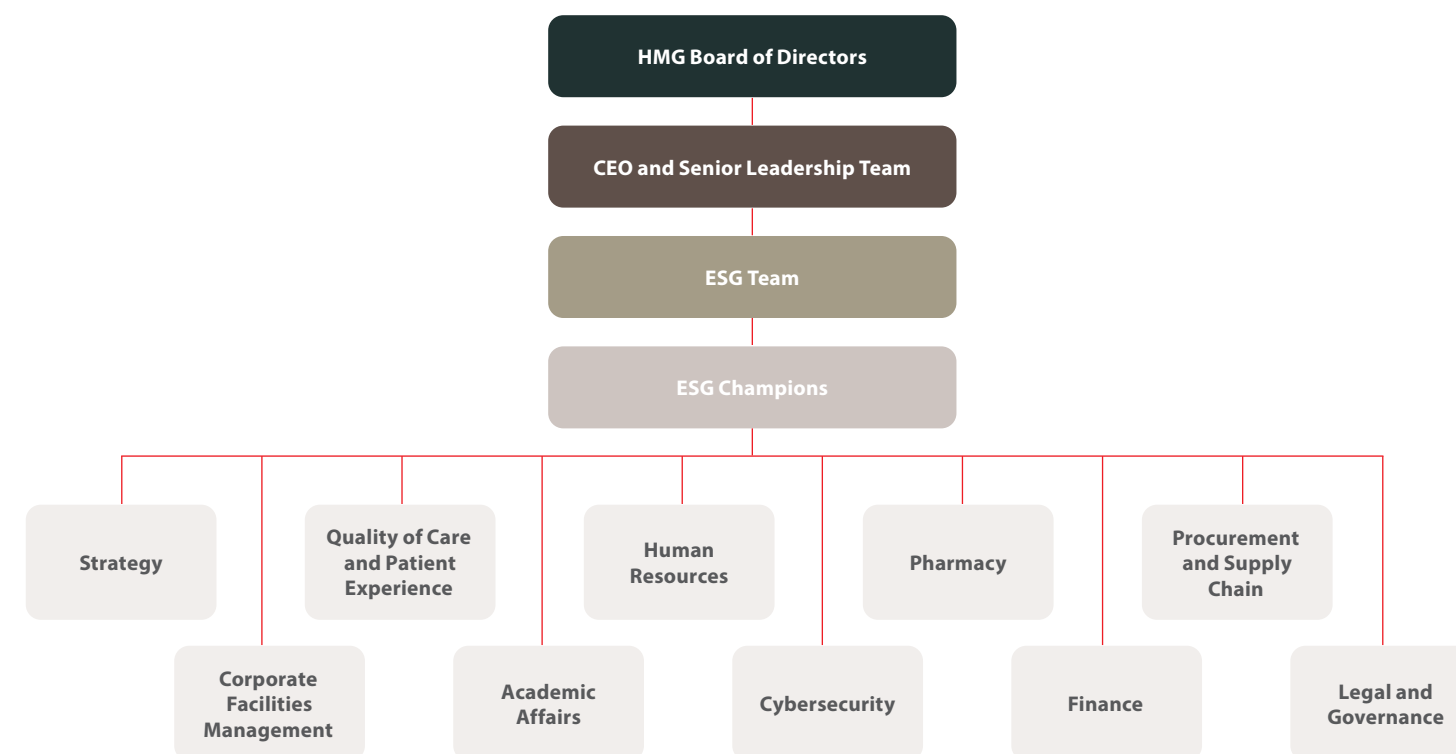 HMG Board of Directors
CEO and Senior Leadership Team
ESG Team
ESG Champions
Strategy
Quality of Care
and Patient
Experience
Human
Resources
Pharmacy
Procurement
and Supply
Chain
Corporate
Facilities
Management
Academic
Affairs
Cybersecurity
Finance
Legal and
Governance